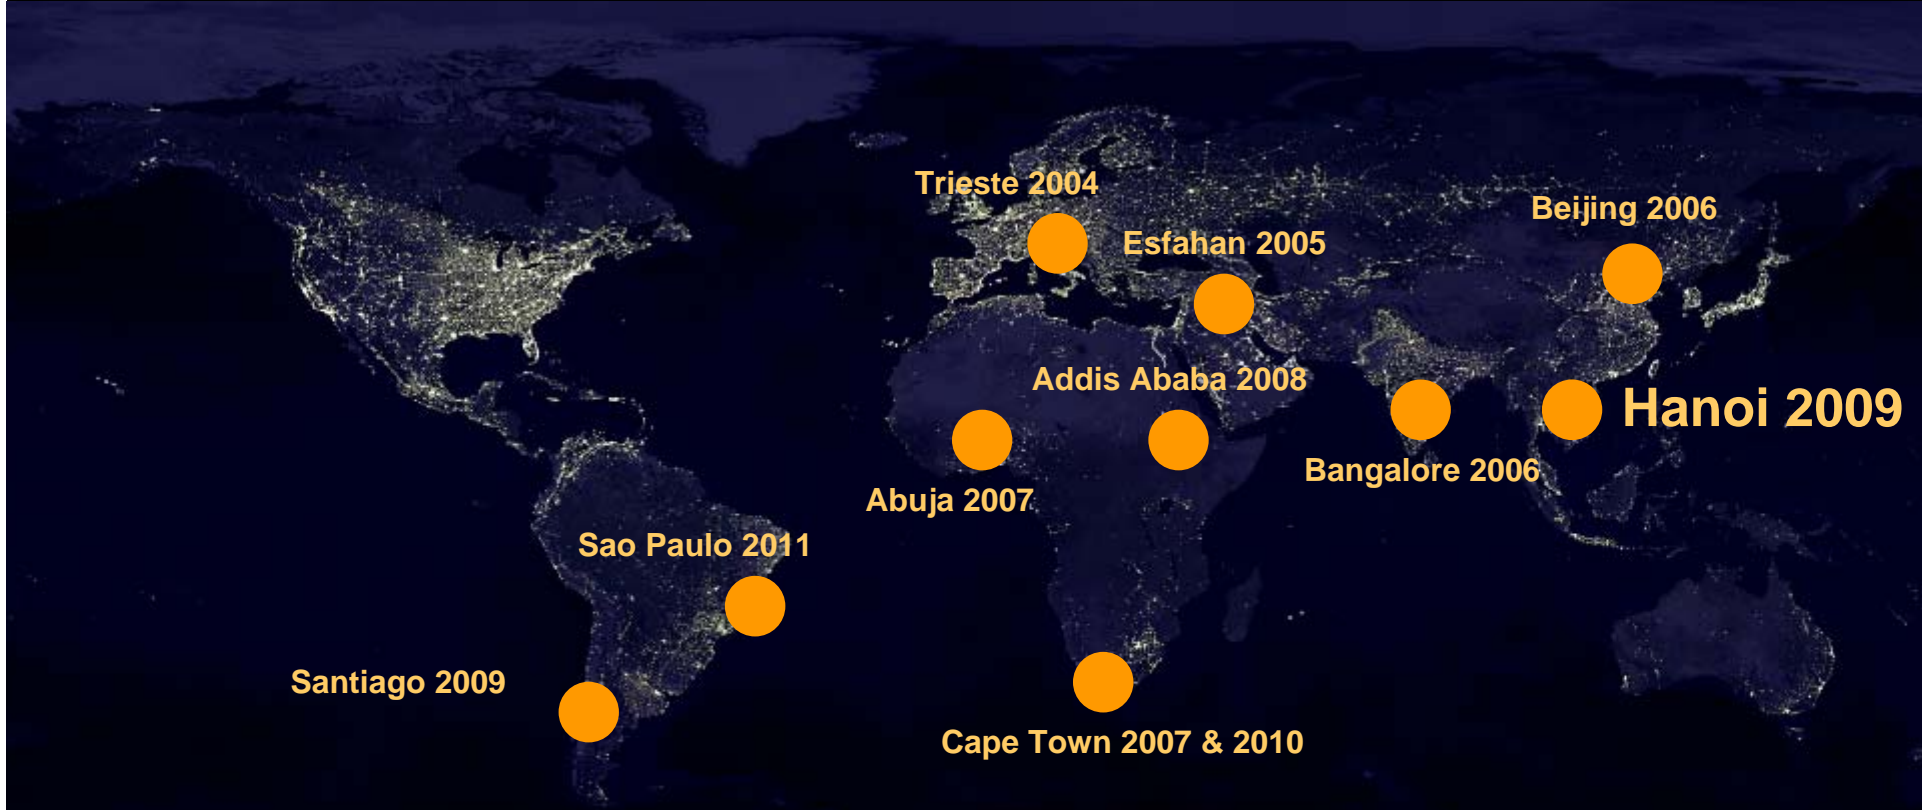 Trieste 2004
Beijing 2006
Esfahan 2005
Addis Ababa 2008
Hanoi 2009
Bangalore 2006
Abuja 2007
Sao Paulo 2011
Santiago 2009
Cape Town 2007 & 2010